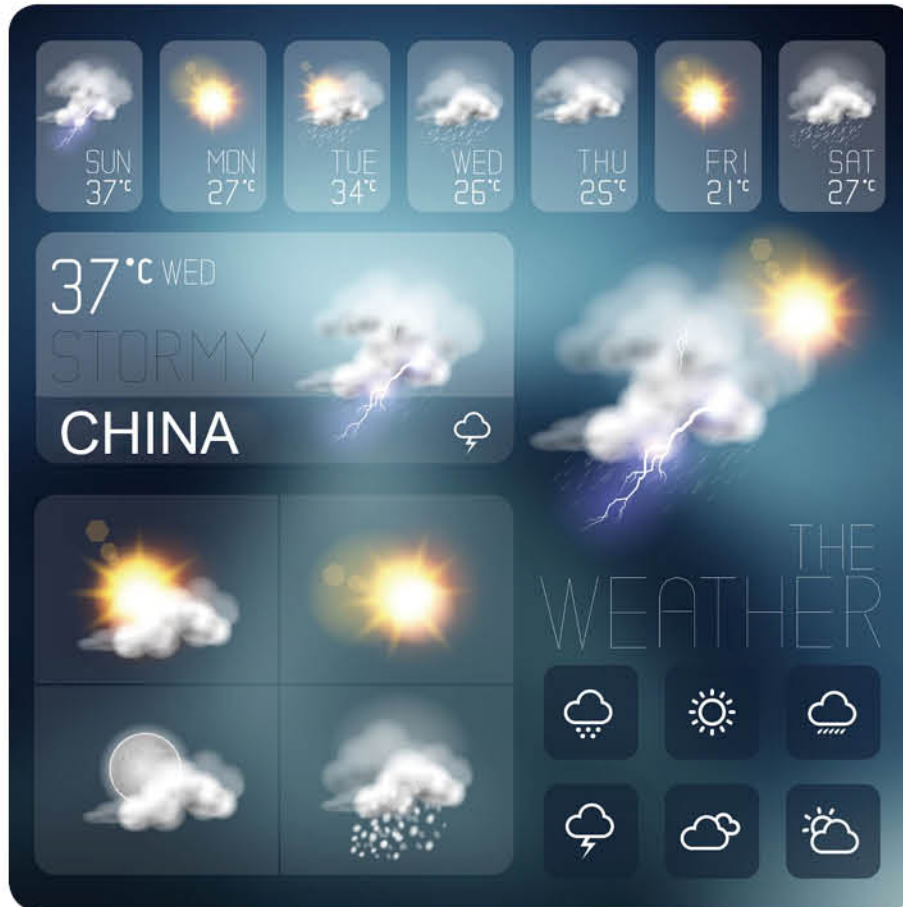 SUN
37°C
MON
27°C
TUE
34°C
WED
26°C
THU
25°C
FRI
21°C
SAT
27°C
37°C WED
STORMY
CHINA
THE
WEATHER